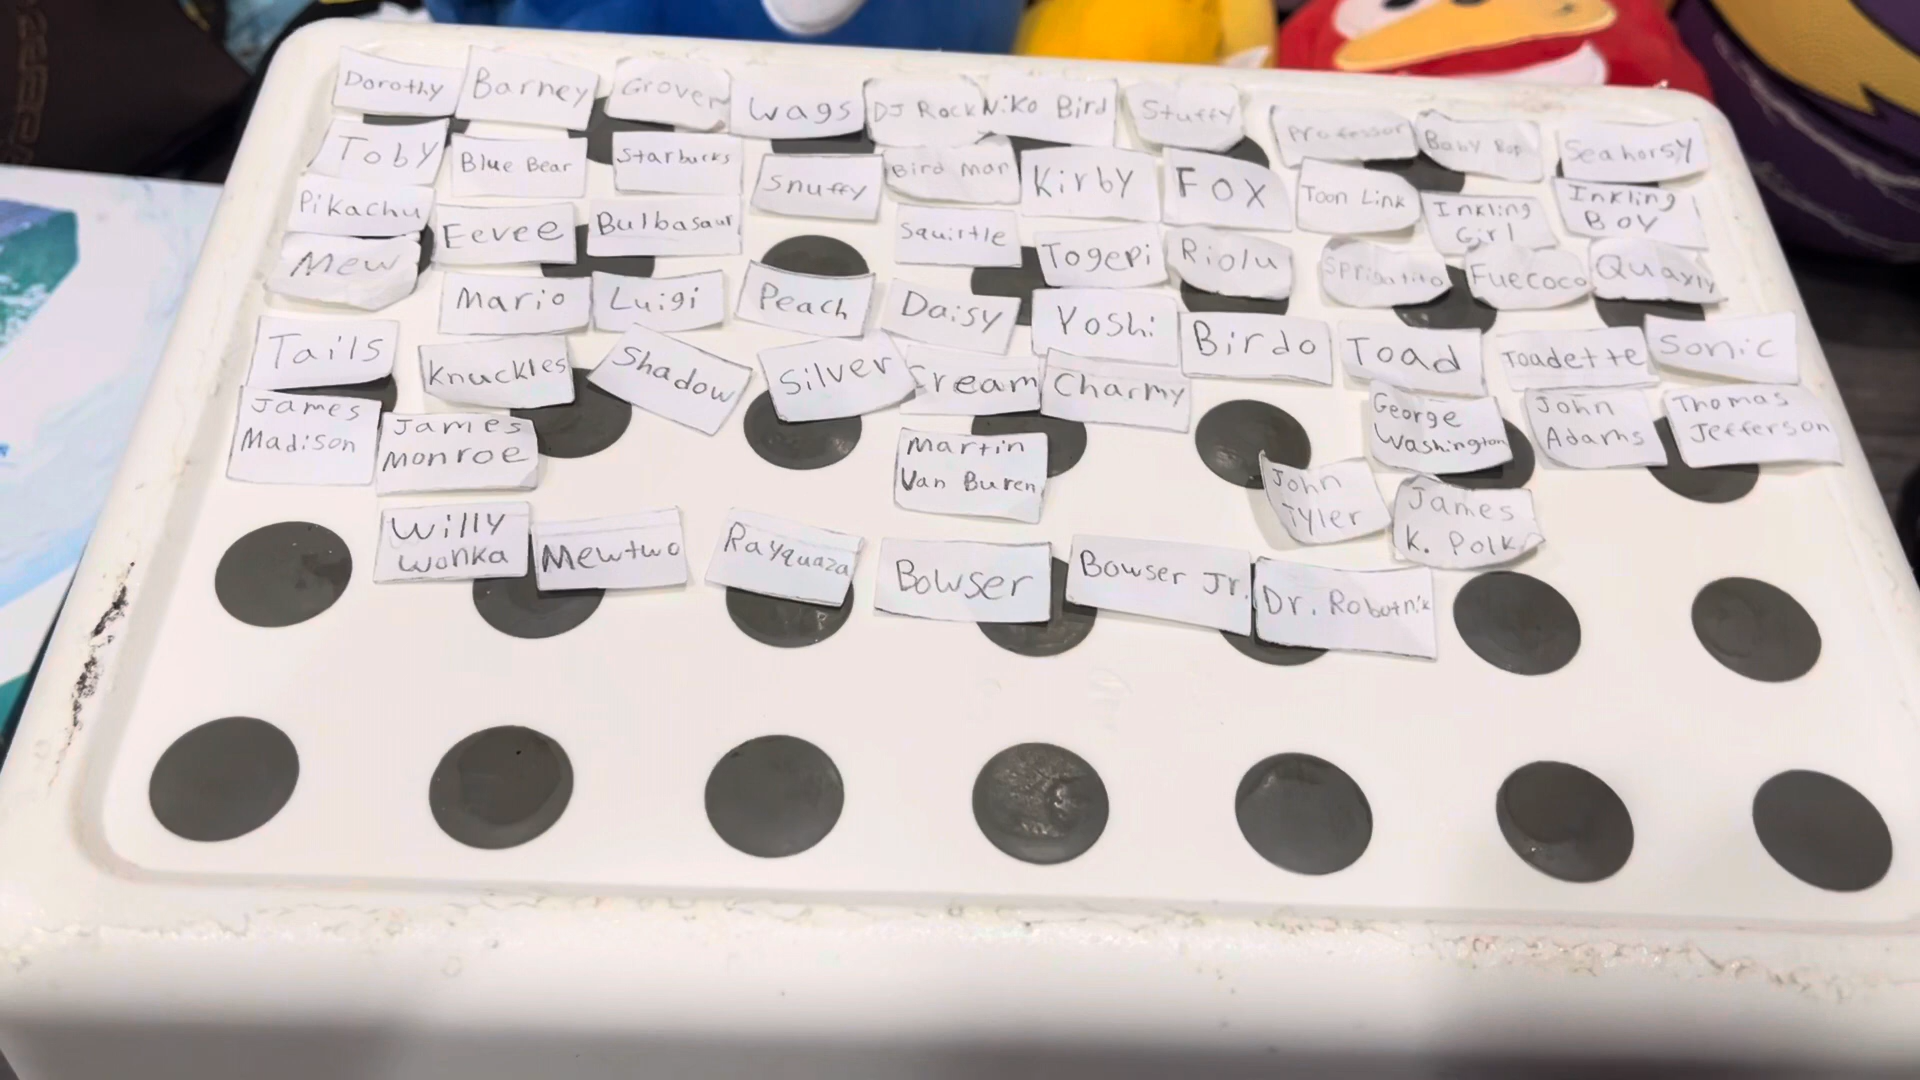 Dorothy
Barney
Grover
Wags
DJ Rock
Niko Bird
Stuffy
Professor
Baby Bop
Seahorsy
Toby
Blue Bear
Starbucks
Snuffy
Bird Man
Kirby
FOX
Toon Link
Inkling
Girl
Inkling
Boy
Pikachu
Eevee
Bulbasaur
Squirtle
Togepi
Riolu
Sprigatito
Fuecoco
Quaxly
Mew
Mario
Luigi
Peach
Daisy
Yoshi
Birdo
Toad
Toadette
Sonic
Tails
Knuckles
Shadow
Silver
Cream
Charmy
George
Washington
John
Adams
Thomas
Jefferson
James
Madison
James
Monroe
Martin
Van Buren
John
Tyler
James
K. Polk
Willy
Wonka
Mewtwo
Rayquaza
Bowser
Bowser Jr.
Dr. Robotnik